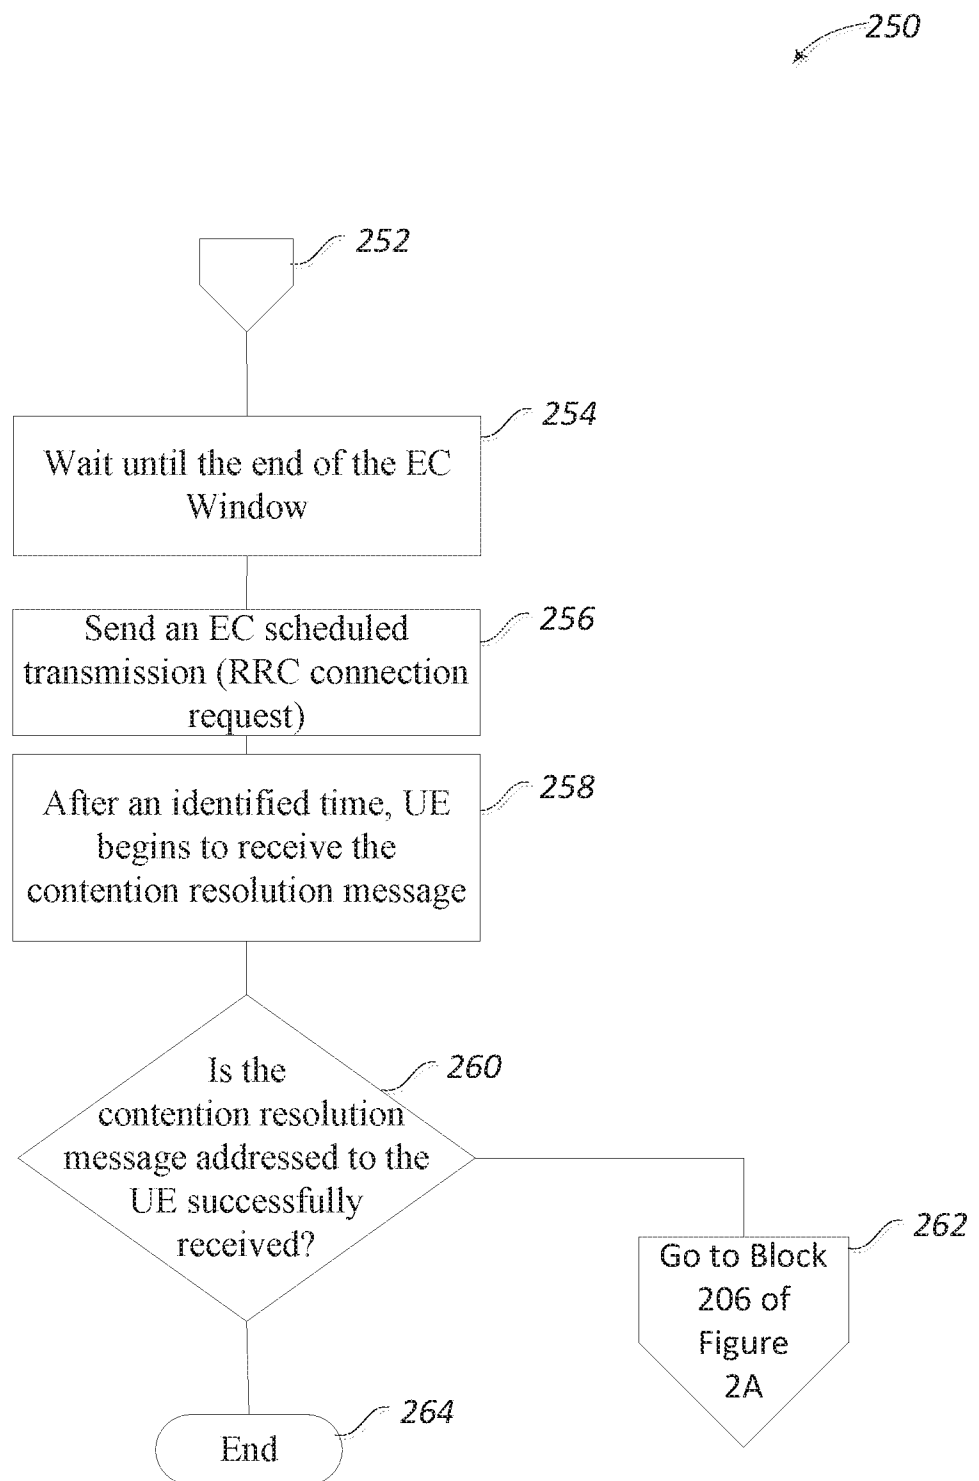 250
252
254
Wait until the end of the EC
Window
256
Send an EC scheduled
transmission (RRC connection
request)
258
After an identified time, UE
begins to receive the
contention resolution message
260
Is the
contention resolution
message addressed to the
UE successfully
received?
262
Go to Block
206 of
Figure
2A
264
End